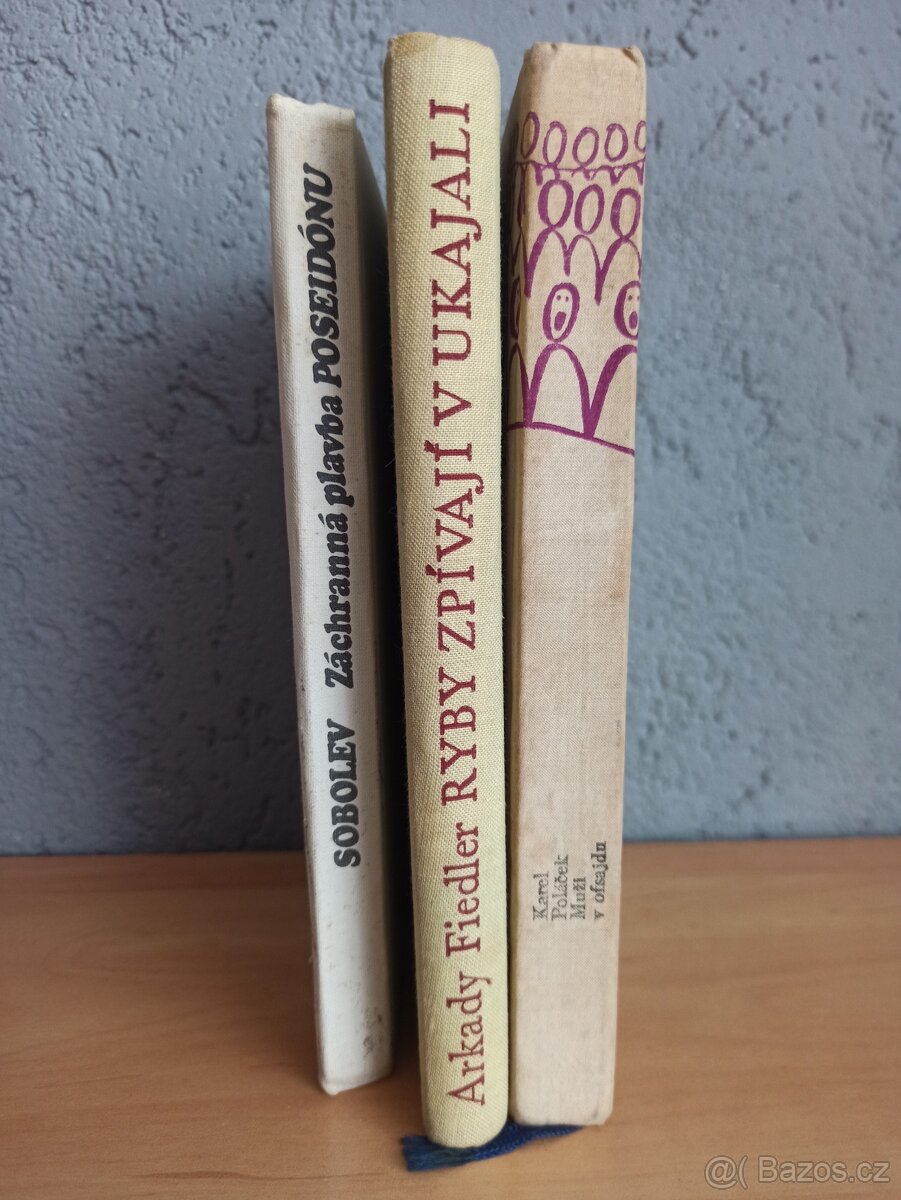 SOBOLEV Záchranná plavba POSEIDÓNU
Arkady Fiedler RYBY ZPÍVAJÍ V UKAJALI
Karel
Poláček
Muži
v ofsajdu
@( Bazos.cz